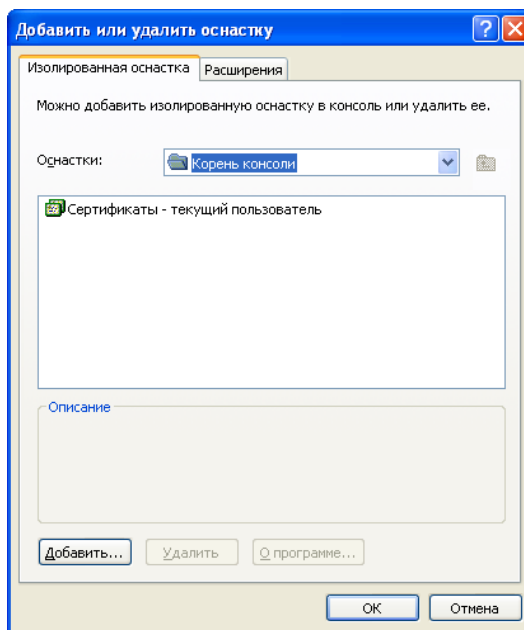 Добавить или удалить оснастку
Изолированная оснастка
Расширения
Можно добавить изолированную оснастку в консоль или удалить ее.
Оснастки:
Корень консоли
Сертификаты - текущий пользователь
Описание
Добавить...
Удалить
О программе...
ОК
Отмена